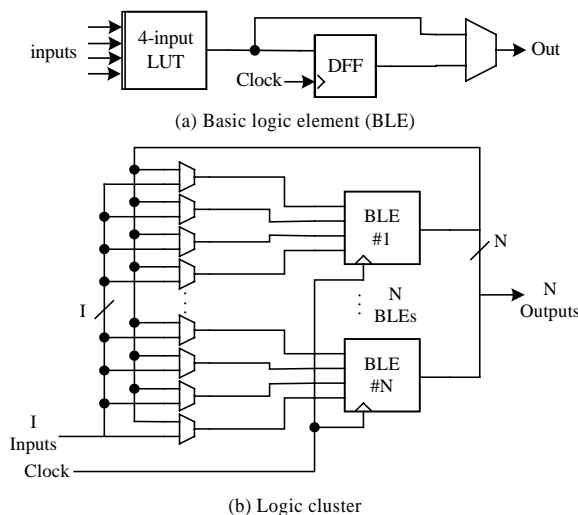 inputs
4-input
LUT
DFF
Clock
Out
(a) Basic logic element (BLE)
BLE
#1
N
I
N
BLEs
N
Outputs
BLE
#N
I
Inputs
Clock
(b) Logic cluster